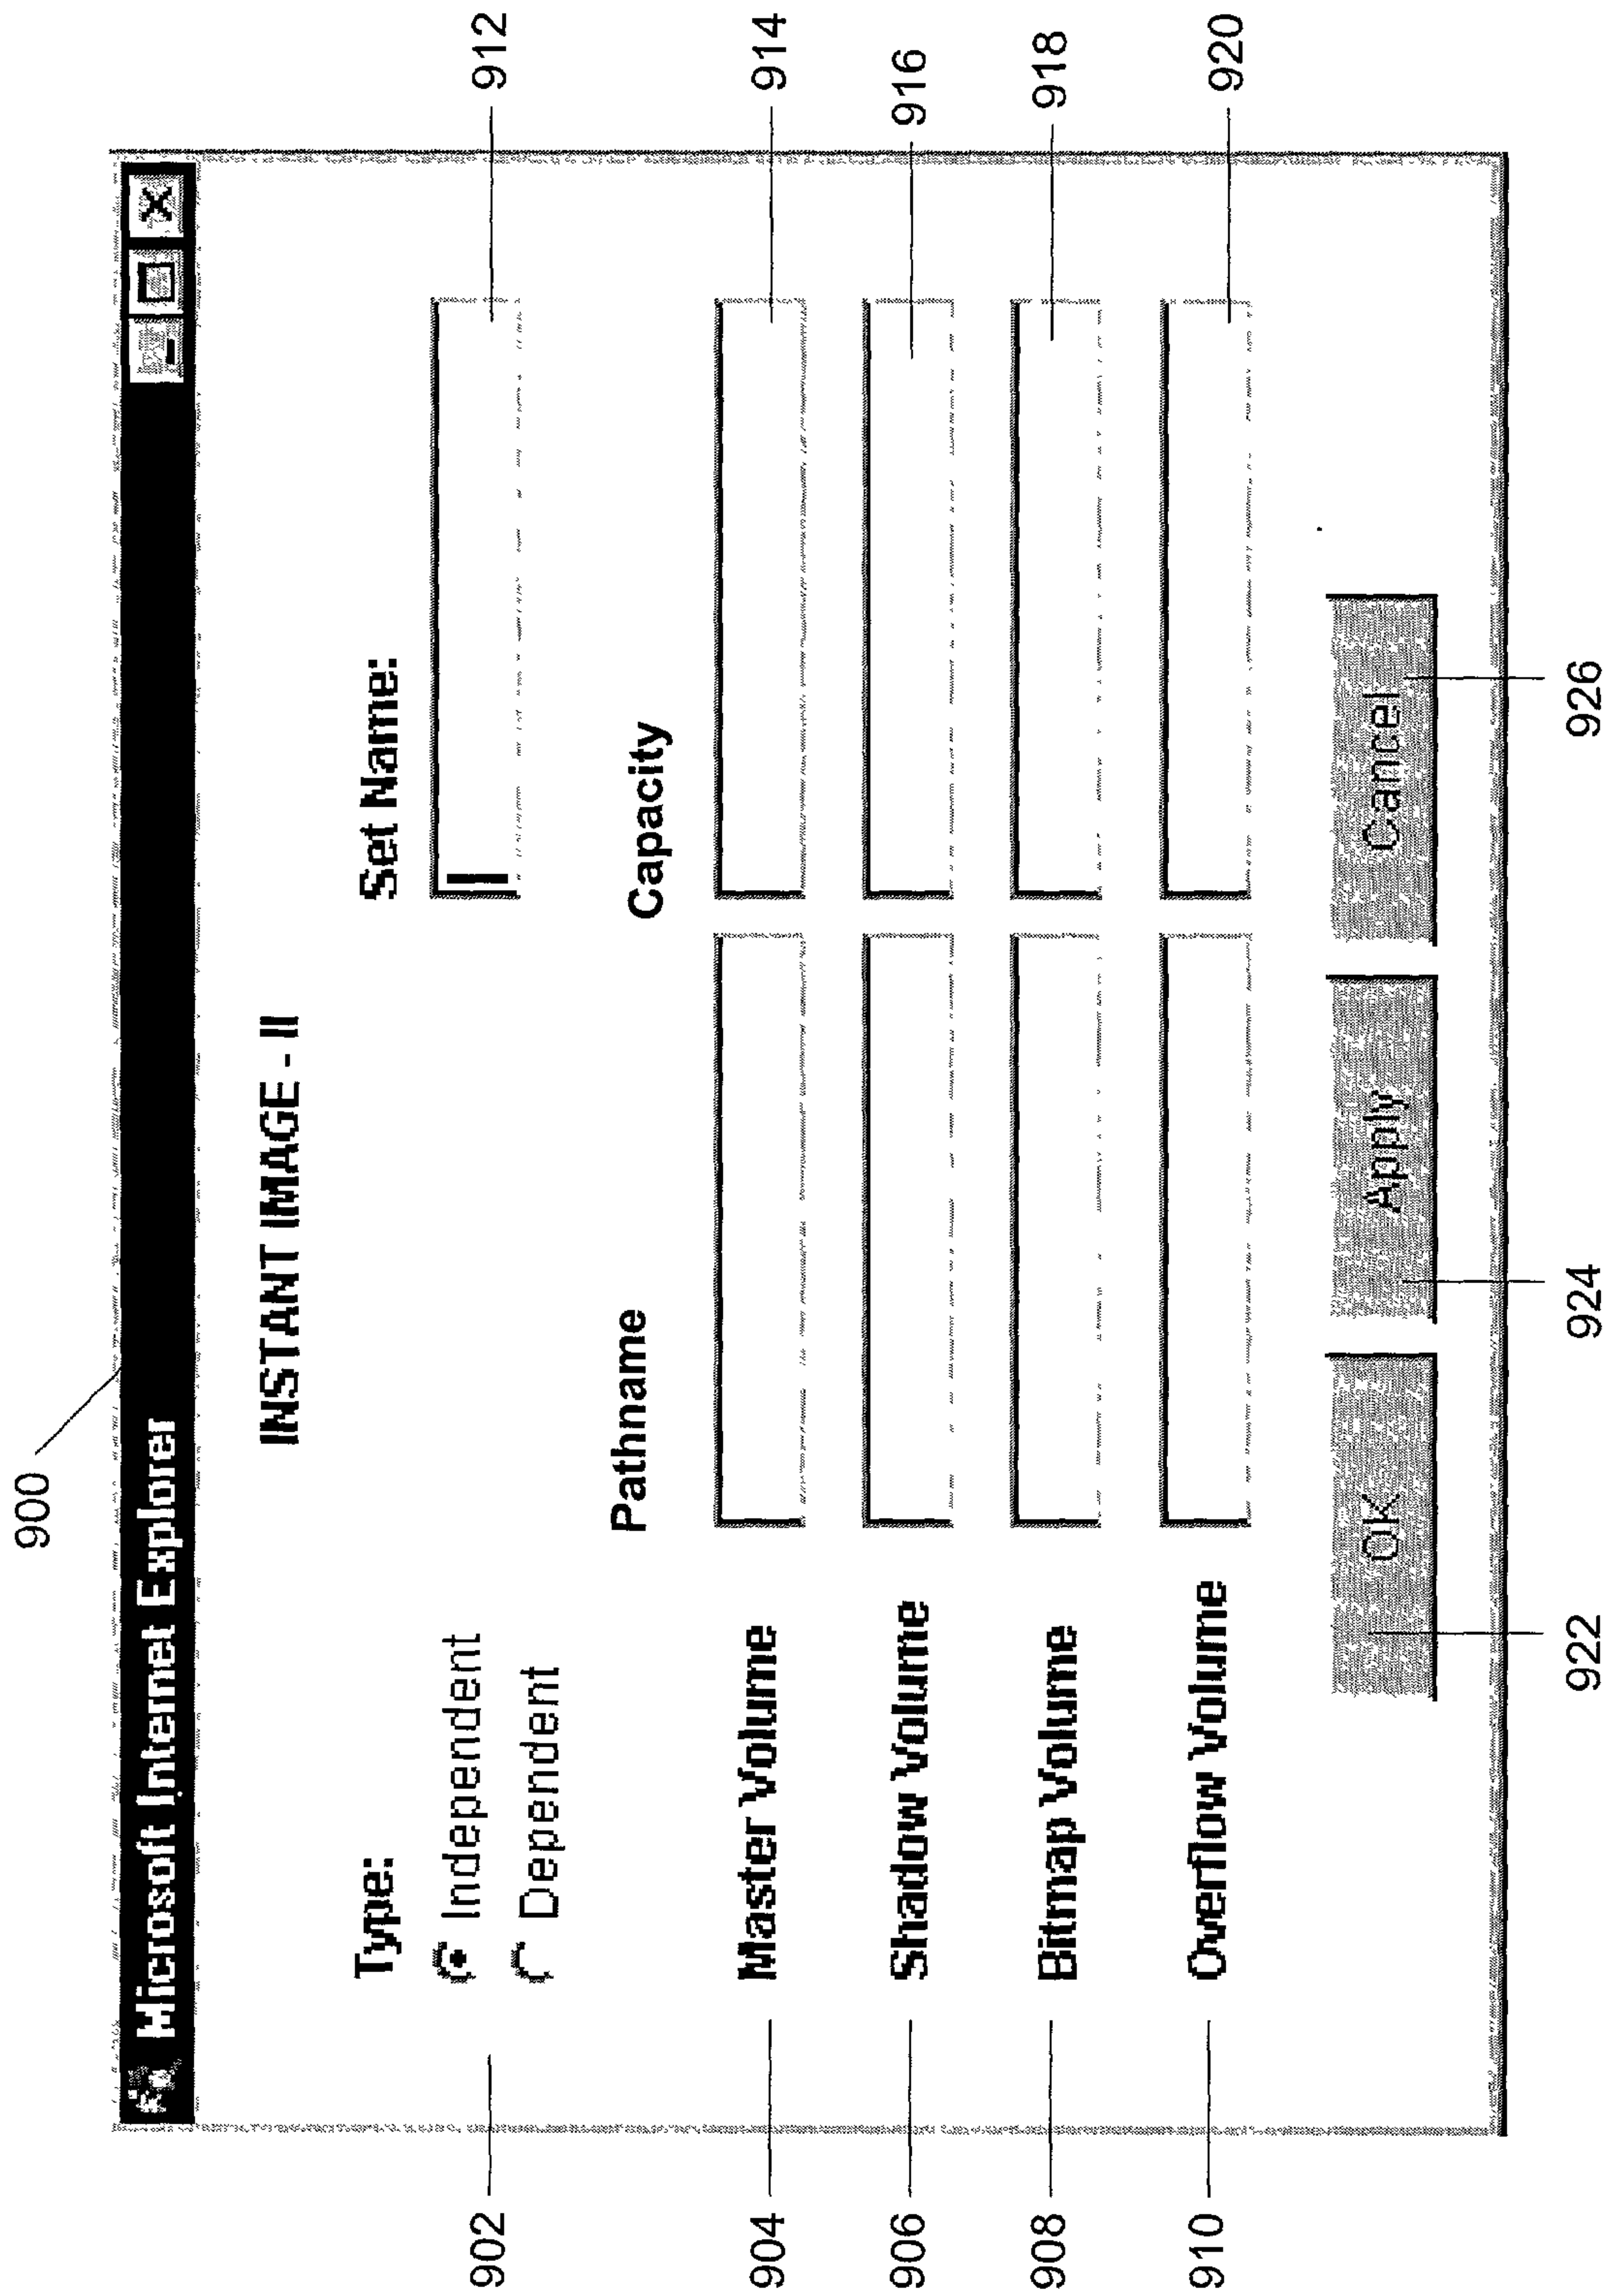 900
Microsoft Internet Explorer
INSTANT IMAGE - II
Type:
Set Name:
902
Independent
912
Dependent
Pathname
Capacity
904
Master Volume
914
906
Shadow Volume
916
908
Bitmap Volume
918
910
Overflow Volume
920
OK
Apply
Cancel
922
924
926